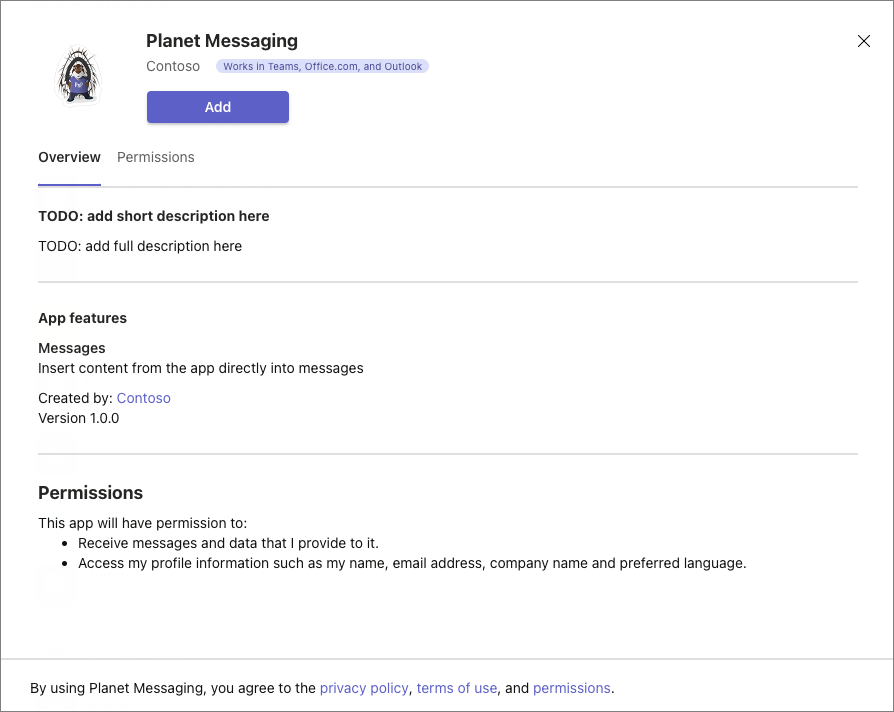 Planet Messaging
Contoso
Works in Teams, Office.com, and Outlook
Add
Overview
Permissions
TODO: add short description here
TODO: add full description here
App features
Messages
Insert content from the app directly into messages
Created by: Contoso
Version 1.0.0
Permissions
This app will have permission to:
• Receive messages and data that I provide to it.
• Access my profile information such as my name, email address, company name and preferred language.
By using Planet Messaging, you agree to the privacy policy, terms of use, and permissions.